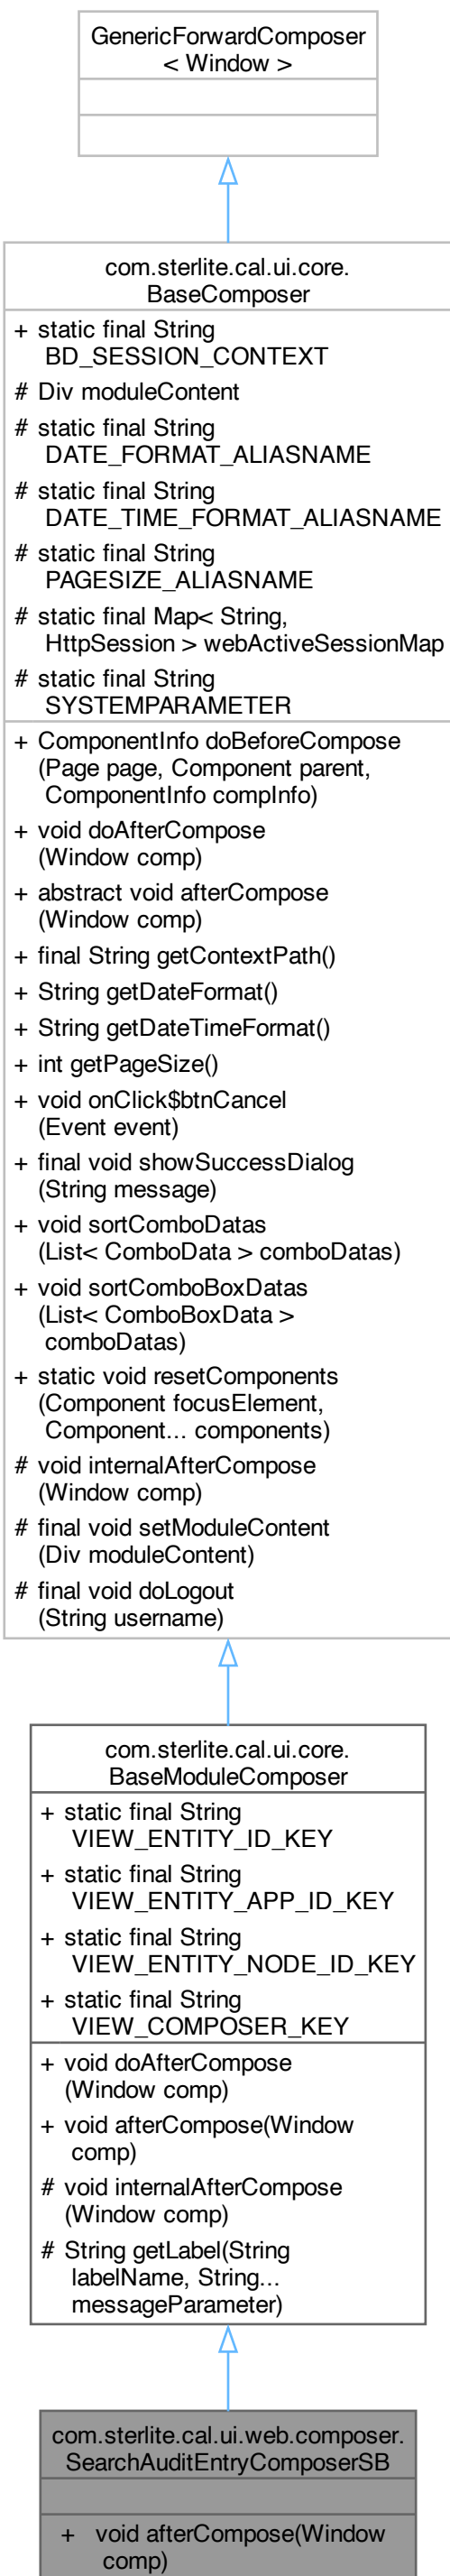 GenericForwardComposer
< Window >
com.sterlite.cal.ui.core.
BaseComposer
+ static final String
BD_SESSION_CONTEXT
# Div moduleContent
# static final String
DATE_FORMAT_ALIASNAME
# static final String
DATE_TIME_FORMAT_ALIASNAME
# static final String
PAGESIZE_ALIASNAME
# static final Map< String,
HttpSession > webActiveSessionMap
# static final String
SYSTEMPARAMETER
+ ComponentInfo doBeforeCompose
(Page page, Component parent,
ComponentInfo compInfo)
+ void doAfterCompose
(Window comp)
+ abstract void afterCompose
(Window comp)
+ final String getContextPath()
+ String getDateFormat()
+ String getDateTimeFormat()
+ int getPageSize()
+ void onClick$btnCancel
(Event event)
+ final void showSuccessDialog
(String message)
+ void sortComboDatas
(List< ComboData > comboDatas)
+ void sortComboBoxDatas
(List< ComboBoxData >
comboDatas)
+ static void resetComponents
(Component focusElement,
Component... components)
# void internalAfterCompose
(Window comp)
# final void setModuleContent
(Div moduleContent)
# final void doLogout
(String username)
com.sterlite.cal.ui.core.
BaseModuleComposer
+ static final String
VIEW_ENTITY_ID_KEY
+ static final String
VIEW_ENTITY_APP_ID_KEY
+ static final String
VIEW_ENTITY_NODE_ID_KEY
+ static final String
VIEW_COMPOSER_KEY
+ void doAfterCompose
(Window comp)
+ void afterCompose(Window
comp)
# void internalAfterCompose
(Window comp)
# String getLabel(String
labelName, String...
messageParameter)
com.sterlite.cal.ui.web.composer.
SearchAuditEntryComposerSB
+ void afterCompose(Window
comp)